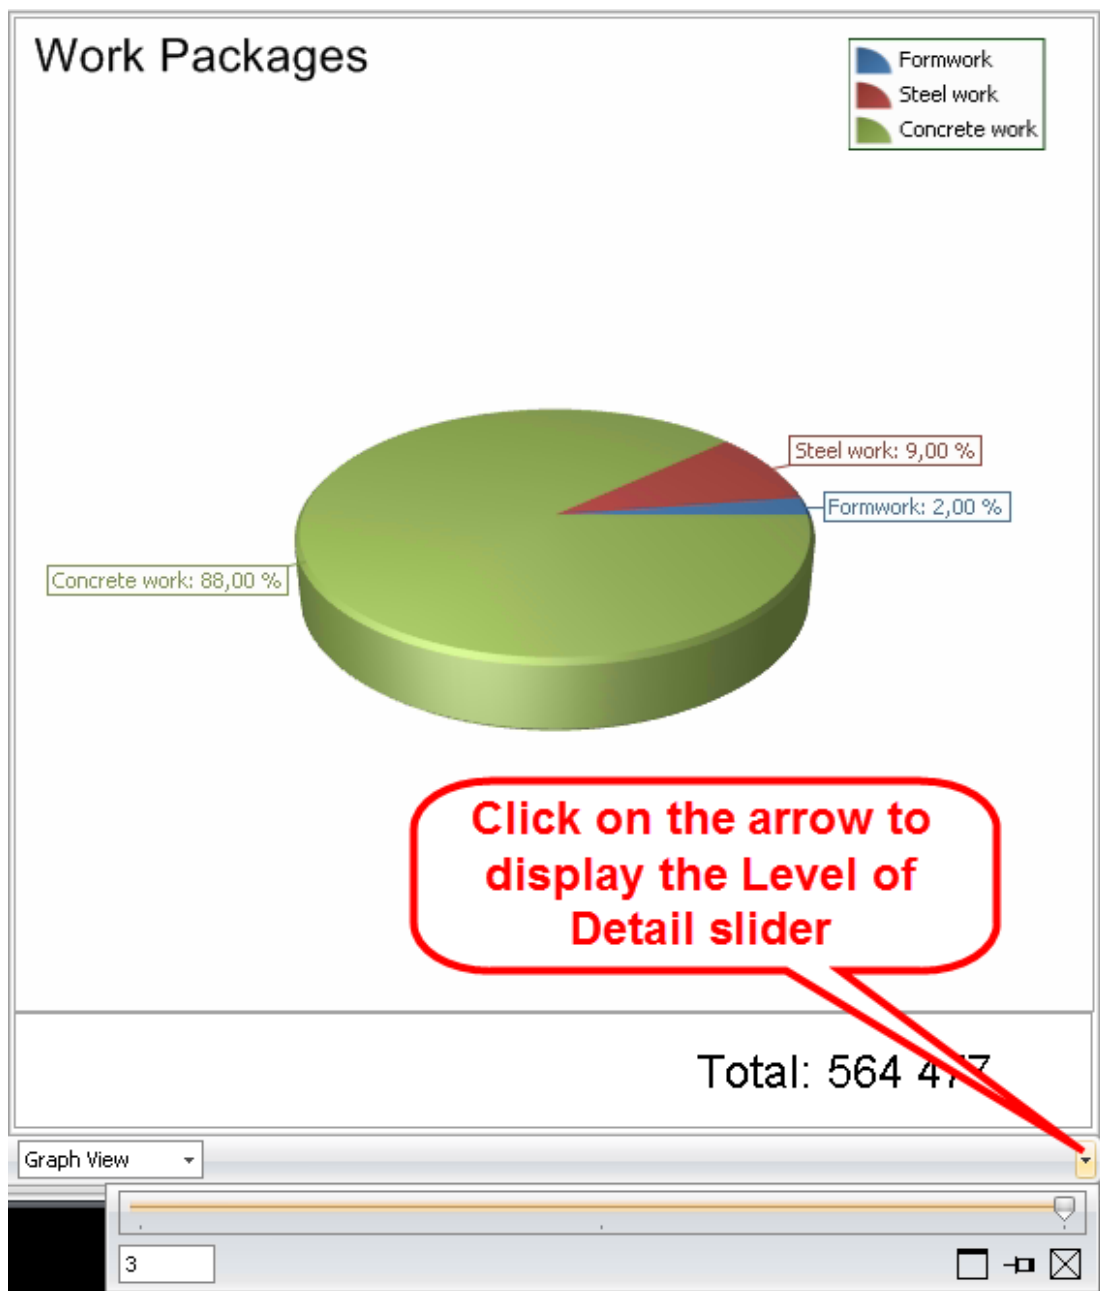 Work Packages
Formwork
Steel work
Concrete work
Steel work: 9,00 %
Formwork: 2,00 %
Concrete work: 88,00 %
Click on the arrow to
display the Level of
Detail slider
Total: 564 477
Graph View
3